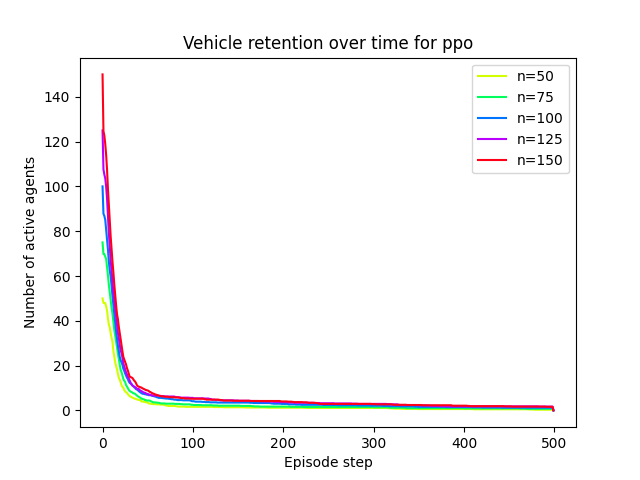 Vehicle retention over time for ppo
n=50
n=75
n=100
n=125
n=150
Number of active agents
140
120
100
80
60
40
20
0
0 100 200 300 400 500
Episode step